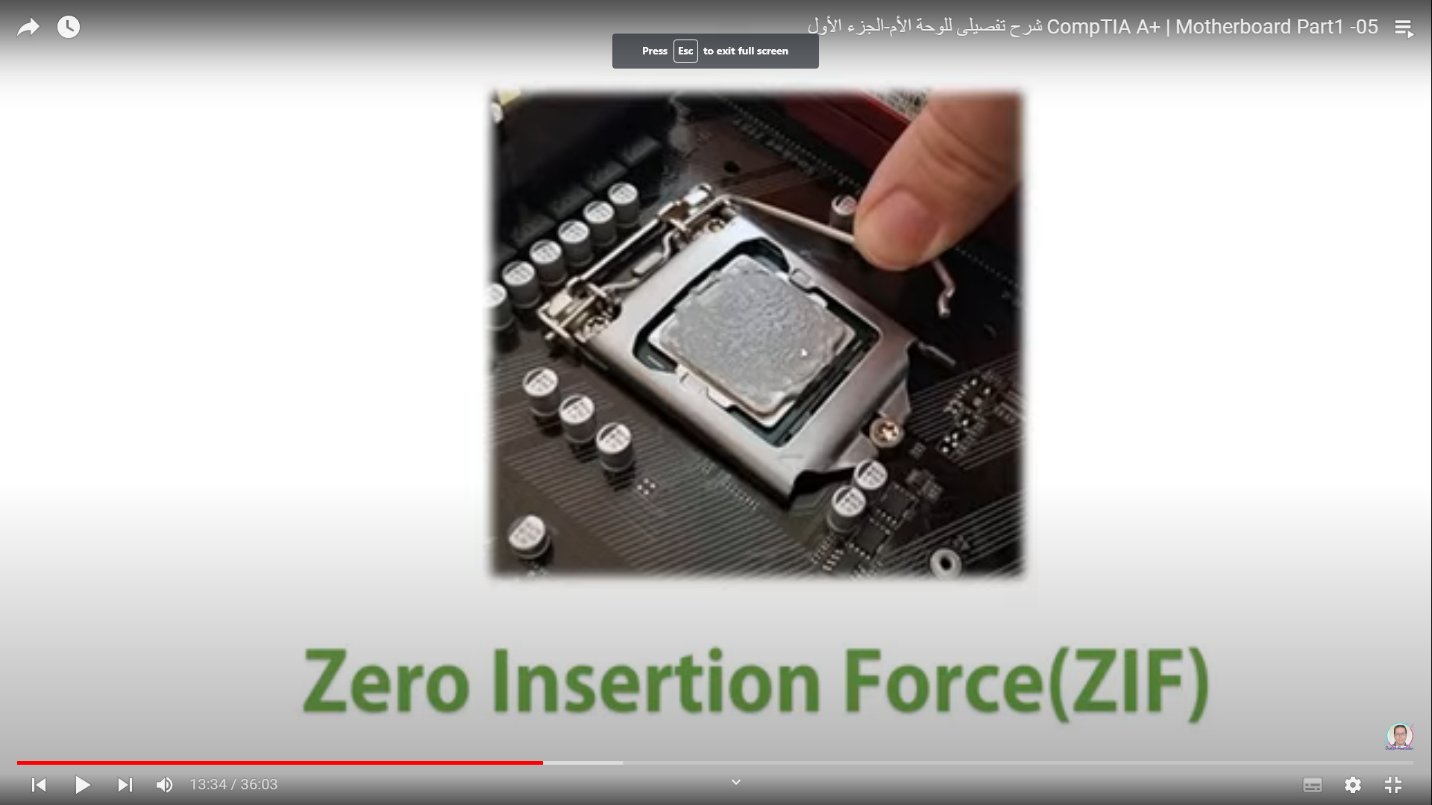 05- CompTIA A+ | Motherboard Part1 شرح تفصيلى للوحة الأم-الجزء الأول
Press Esc to exit full screen
Zero Insertion Force(ZIF)
13:34 / 36:03